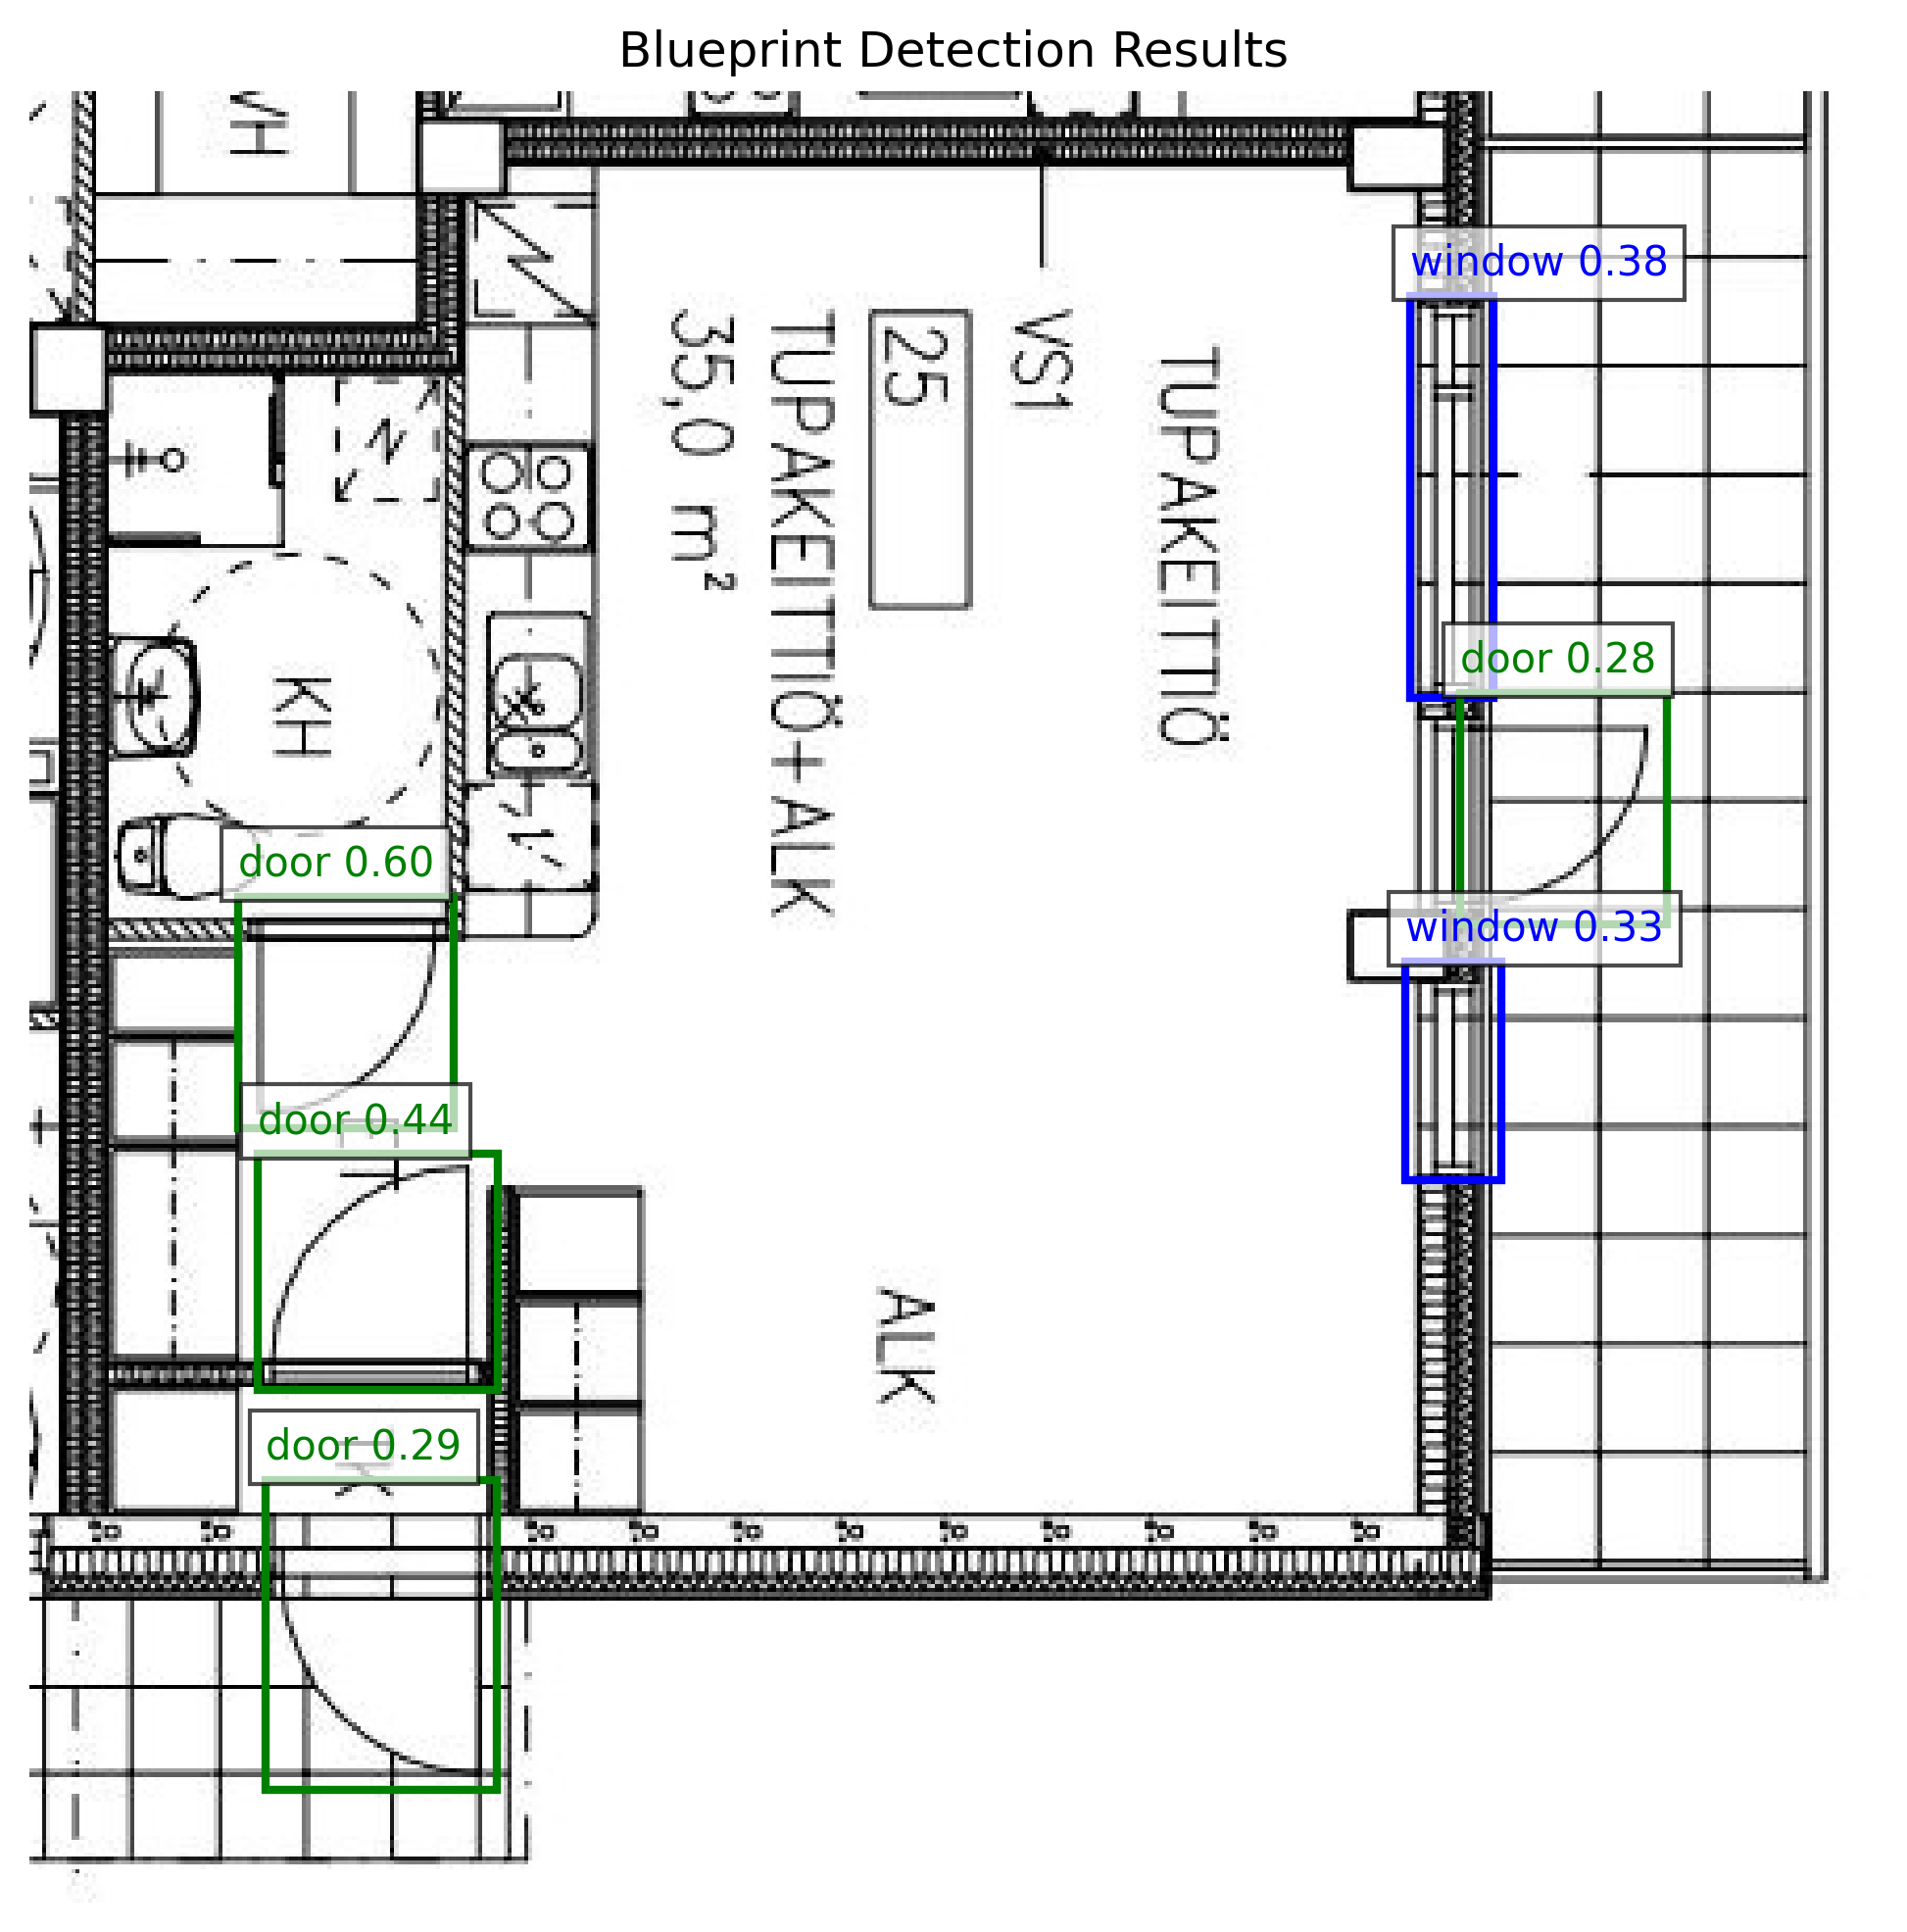 Blueprint Detection Results
VH
window 0.38
VS1
25
TUPAKEITTIÖ+ALK
35,0 m²
TUPAKEITTIÖ
door 0.28
KH
door 0.60
window 0.33
door 0.44
ALK
door 0.29